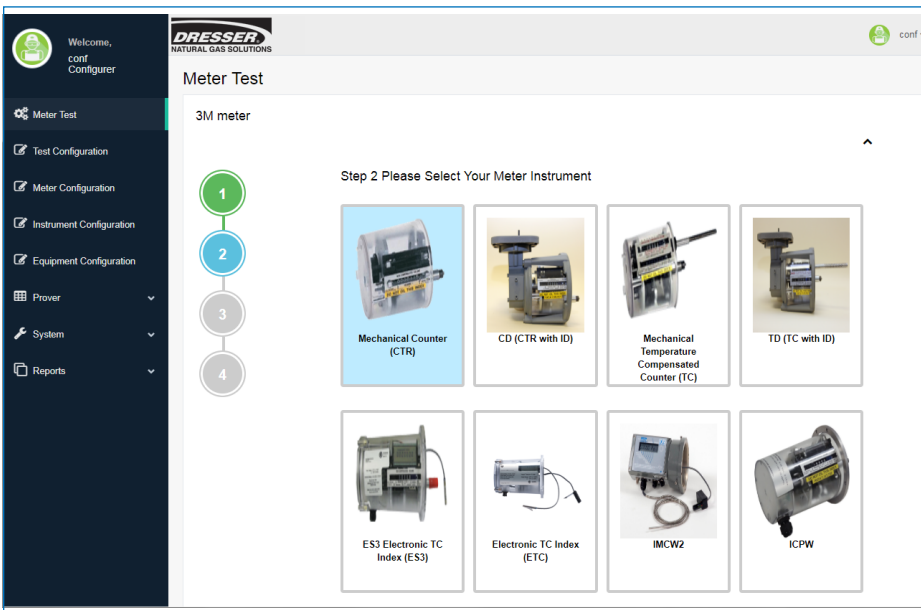 Welcome,
conf
Configurer
DRESSER
NATURAL GAS SOLUTIONS
conf
Meter Test
Meter Test
Test Configuration
Meter Configuration
Instrument Configuration
Equipment Configuration
Prover
System
Reports
3M meter
1
2
3
4
Step 2 Please Select Your Meter Instrument
Mechanical Counter
(CTR)
CD (CTR with ID)
Mechanical
Temperature
Compensated
Counter (TC)
TD (TC with ID)
ES3 Electronic TC
Index (ES3)
Electronic TC Index
(ETC)
IMCW2
ICPW